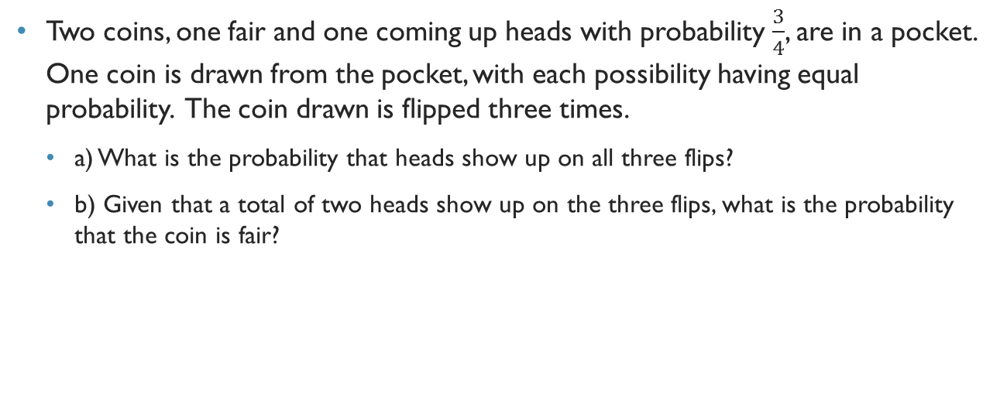 • Two coins, one fair and one coming up heads with probability 3/4, are in a pocket.
One coin is drawn from the pocket, with each possibility having equal
probability. The coin drawn is flipped three times.
• a) What is the probability that heads show up on all three flips?
• b) Given that a total of two heads show up on the three flips, what is the probability
that the coin is fair?